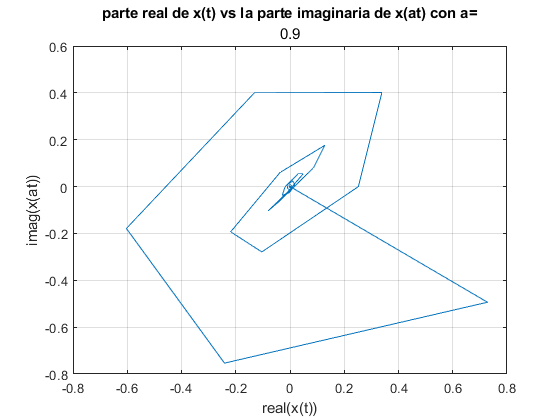 parte real de x(t) vs la parte imaginaria de x(at) con a=
0.9
0.6
0.4
0.2
0
-0.2
-0.4
-0.6
-0.8
imag(x(at))
-0.8 -0.6 -0.4 -0.2 0 0.2 0.4 0.6 0.8
real(x(t))